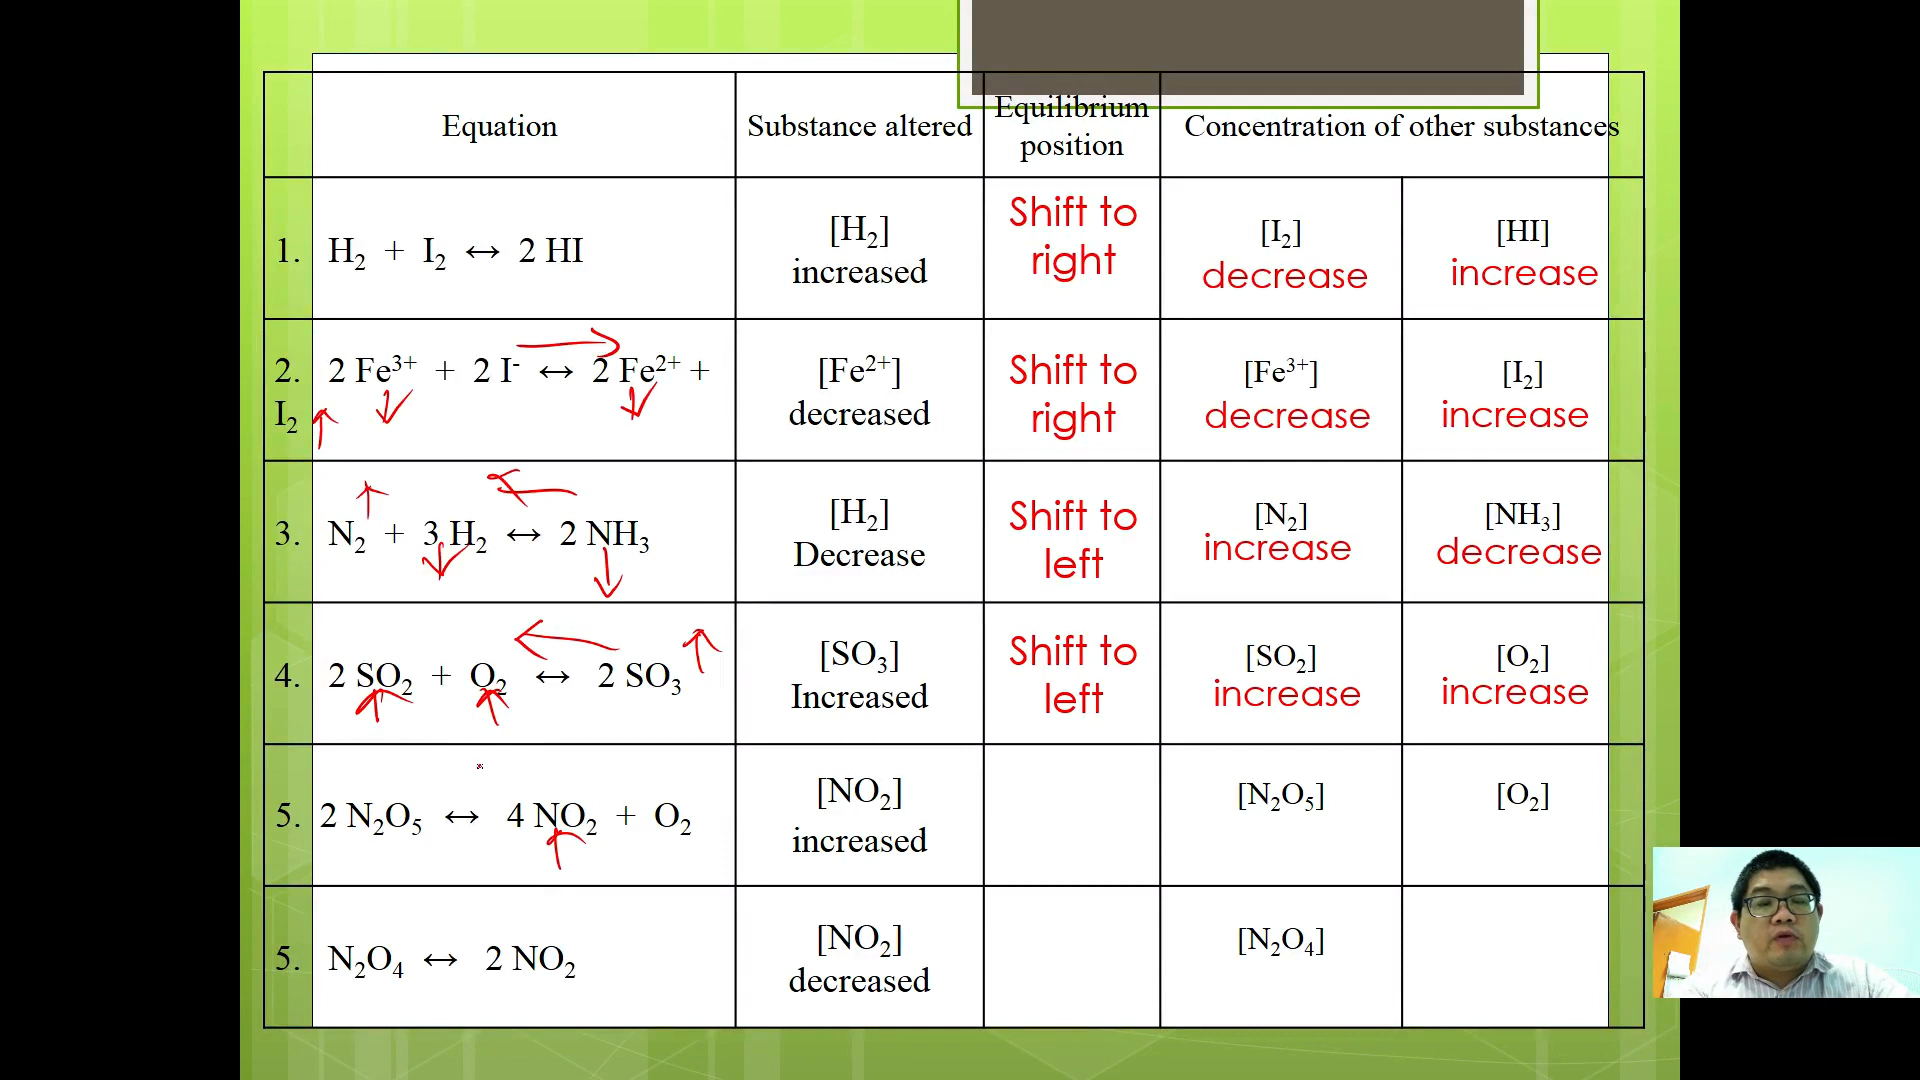 Equation
Substance altered
Equilibrium
position
Concentration of other substances
1. H₂ + I₂ ↔ 2 HI
[H₂]
increased
Shift to
right
[I₂]
decrease
[HI]
increase
2. 2 Fe³⁺ + 2 I⁻ ↔ 2 Fe²⁺ +
I₂
[Fe²⁺]
decreased
Shift to
right
[Fe³⁺]
decrease
[I₂]
increase
3. N₂ + 3 H₂ ↔ 2 NH₃
[H₂]
Decrease
Shift to
left
[N₂]
increase
[NH₃]
decrease
4. 2 SO₂ + O₂ ↔ 2 SO₃
[SO₃]
Increased
Shift to
left
[SO₂]
increase
[O₂]
increase
5. 2 N₂O₅ ↔ 4 NO₂ + O₂
[NO₂]
increased
[N₂O₅]
[O₂]
5. N₂O₄ ↔ 2 NO₂
[NO₂]
decreased
[N₂O₄]